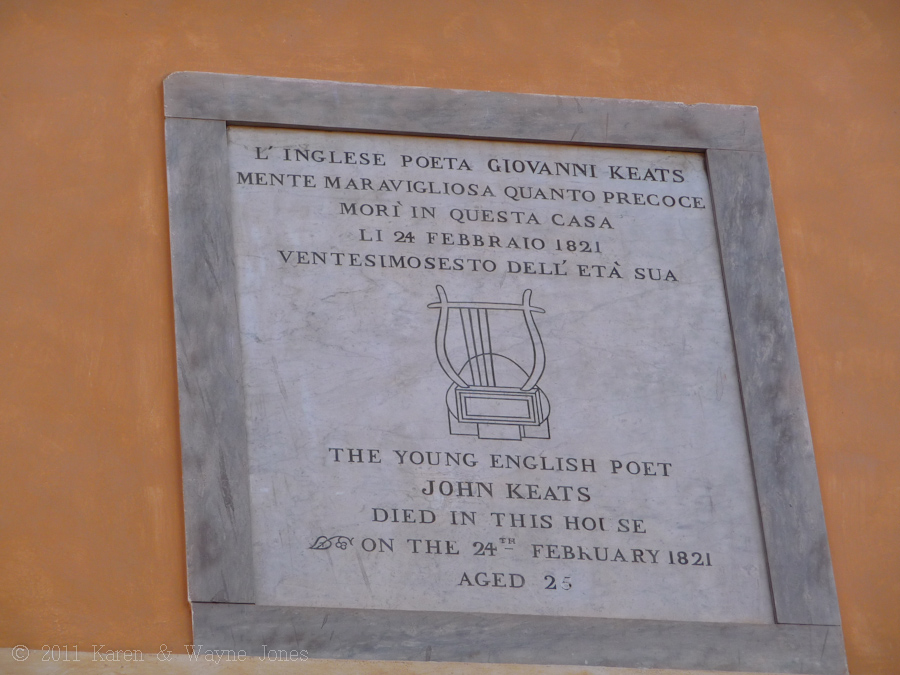 L' INGLESE POETA GIOVANNI KEATS
MENTE MARAVIGLIOSA QUANTO PRECOCE
MORÌ IN QUESTA CASA
LI 24 FEBBRAIO 1821
VENTESIMOSESTO DELL' ETÀ SUA
THE YOUNG ENGLISH POET
JOHN KEATS
DIED IN THIS HOUSE
ON THE 24TH FEBRUARY 1821
AGED 25
© 2011 Karen & Wayne Jones